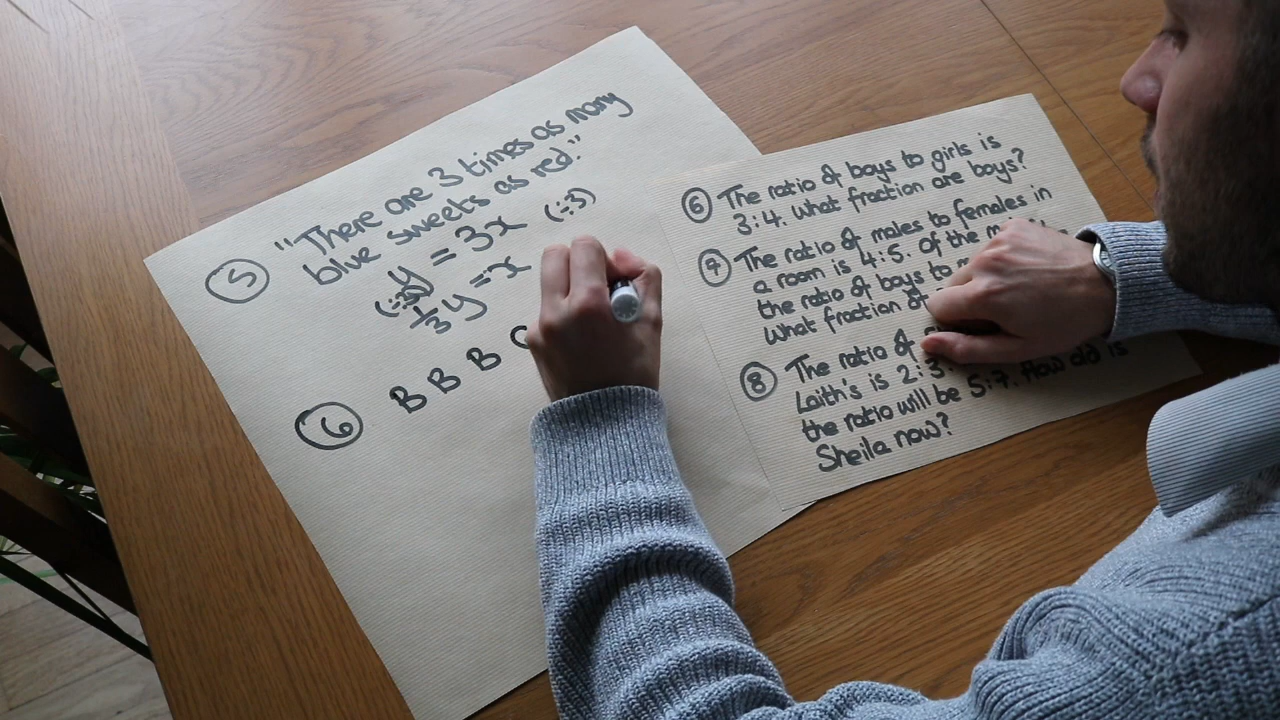 5 "There are 3 times as many
blue sweets as red."
y = 3x (÷3)
(÷3)
1/3 y = x
6 B B B
6 The ratio of boys to girls is
3:4. What fraction are boys?
7 The ratio of males to females in
a room is 4:5. Of the
the ratio of boys to
What fraction of
8 The ratio of
Laith's is 2:3.
the ratio will be 5:7. How old is
Sheila now?